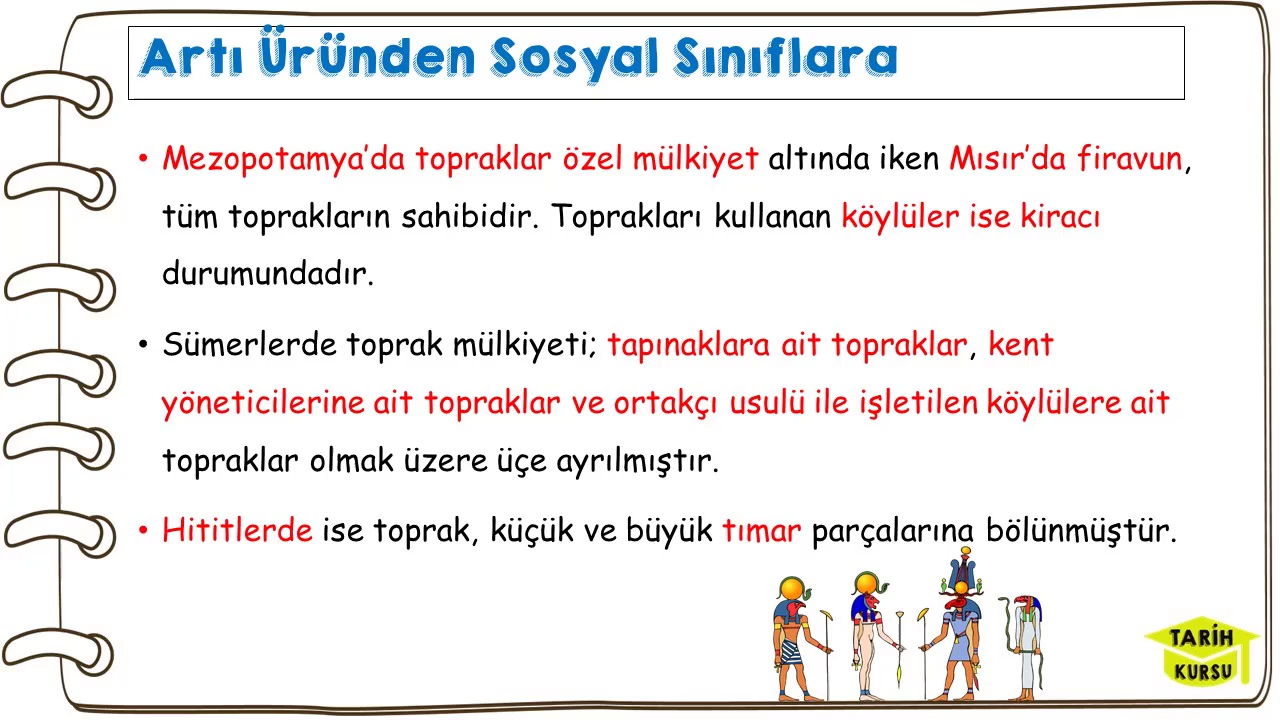 Artı Üründen Sosyal Sınıflara
• Mezopotamya’da topraklar özel mülkiyet altında iken Mısır’da firavun,
tüm toprakların sahibidir. Toprakları kullanan köylüler ise kiracı
durumundadır.
• Sümerlerde toprak mülkiyeti; tapınaklara ait topraklar, kent
yöneticilerine ait topraklar ve ortakçı usulü ile işletilen köylülere ait
topraklar olmak üzere üçe ayrılmıştır.
• Hititlerde ise toprak, küçük ve büyük tımar parçalarına bölünmüştür.
TARİH
KURSU